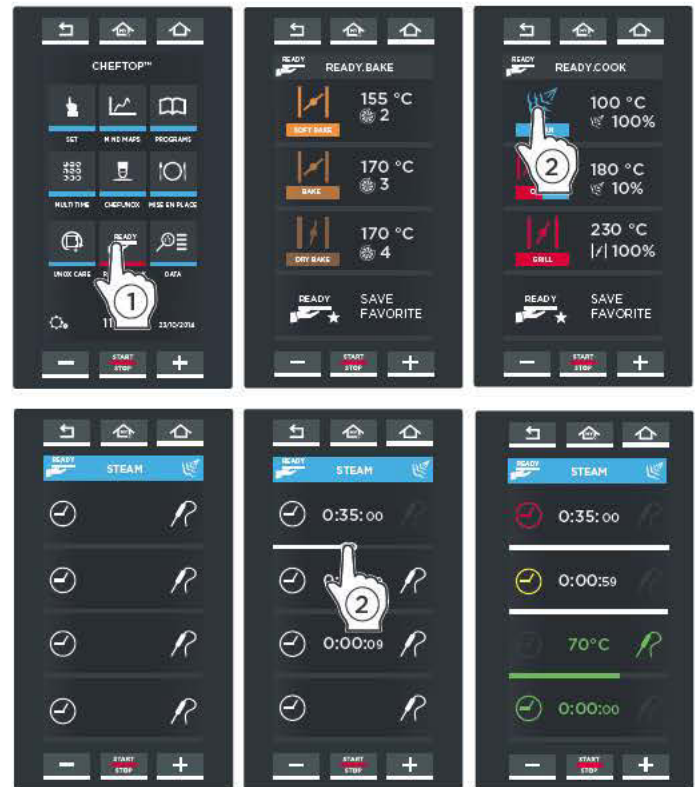 CHEFTOP™
SET
MIND MAPS
PROGRAMS
MULTI TIME
CHEFUNOX
MISE EN PLACE
READY
UNOX CARE
DATA
1
11
23/10/2014
START
STOP
READY
READY.BAKE
155 °C
2
SOFT BAKE
170 °C
3
BAKE
170 °C
4
DRY BAKE
READY
SAVE
FAVORITE
START
STOP
READY
READY.COOK
100 °C
100%
2
180 °C
10%
230 °C
100%
GRILL
READY
SAVE
FAVORITE
START
STOP
READY
STEAM
START
STOP
READY
STEAM
0:35:00
2
0:00:09
START
STOP
READY
STEAM
0:35:00
0:00:59
70°C
0:00:00
START
STOP